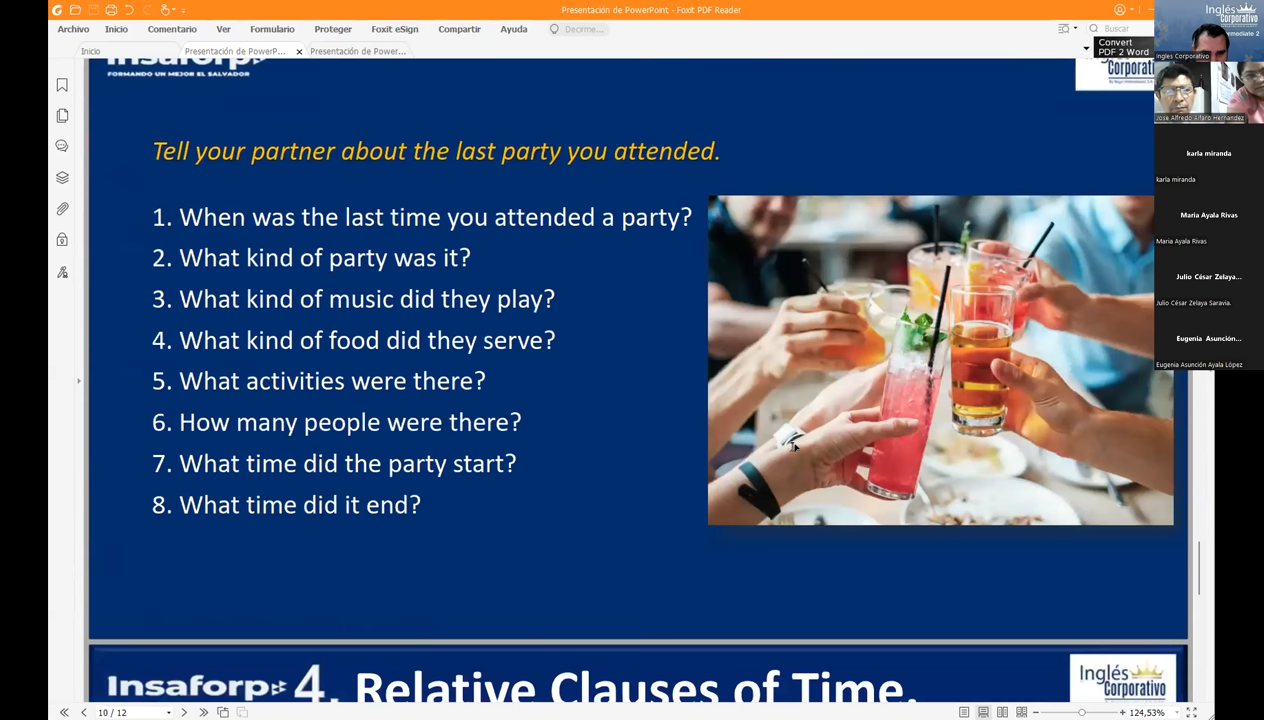 Presentación de PowerPoint - Foxit PDF Reader
Archivo Inicio Comentario Ver Formulario Proteger Foxit eSign Compartir Ayuda Decirme... Buscar
Inicio Presentación de PowerP... × Presentación de Power...
Convert
PDF 2 Word
Insaforp
FORMANDO UN MEJOR EL SALVADOR
Corporativo
Tell your partner about the last party you attended.
1. When was the last time you attended a party?
2. What kind of party was it?
3. What kind of music did they play?
4. What kind of food did they serve?
5. What activities were there?
6. How many people were there?
7. What time did the party start?
8. What time did it end?
Insaforp 4. Relative Clauses of Time.
Inglés
Corporativo
10 / 12
124,53%
Inglés
Corporativo
Ingles Corporativo
Jose Alfredo Alfaro Hernandez
karla miranda
karla miranda
Maria Ayala Rivas
Maria Ayala Rivas
Julio César Zelaya...
Julio César Zelaya Saravia.
Eugenia Asunción...
Eugenia Asunción Ayala López